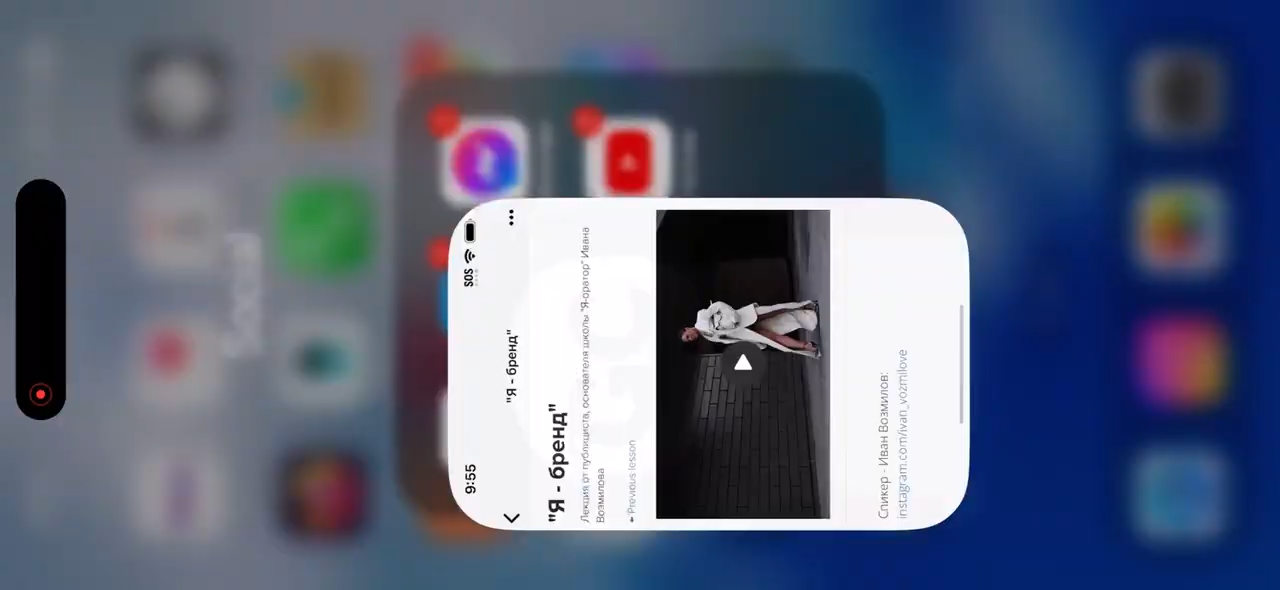 9:55
SOS
"Я - бренд"
"Я - бренд"
Лекция от публициста, основателя школы "Я-оратор" Ивана
Возмилова
Previous lesson
Спикер - Иван Возмилов:
instagram.com/ivan_vozmilove
Social